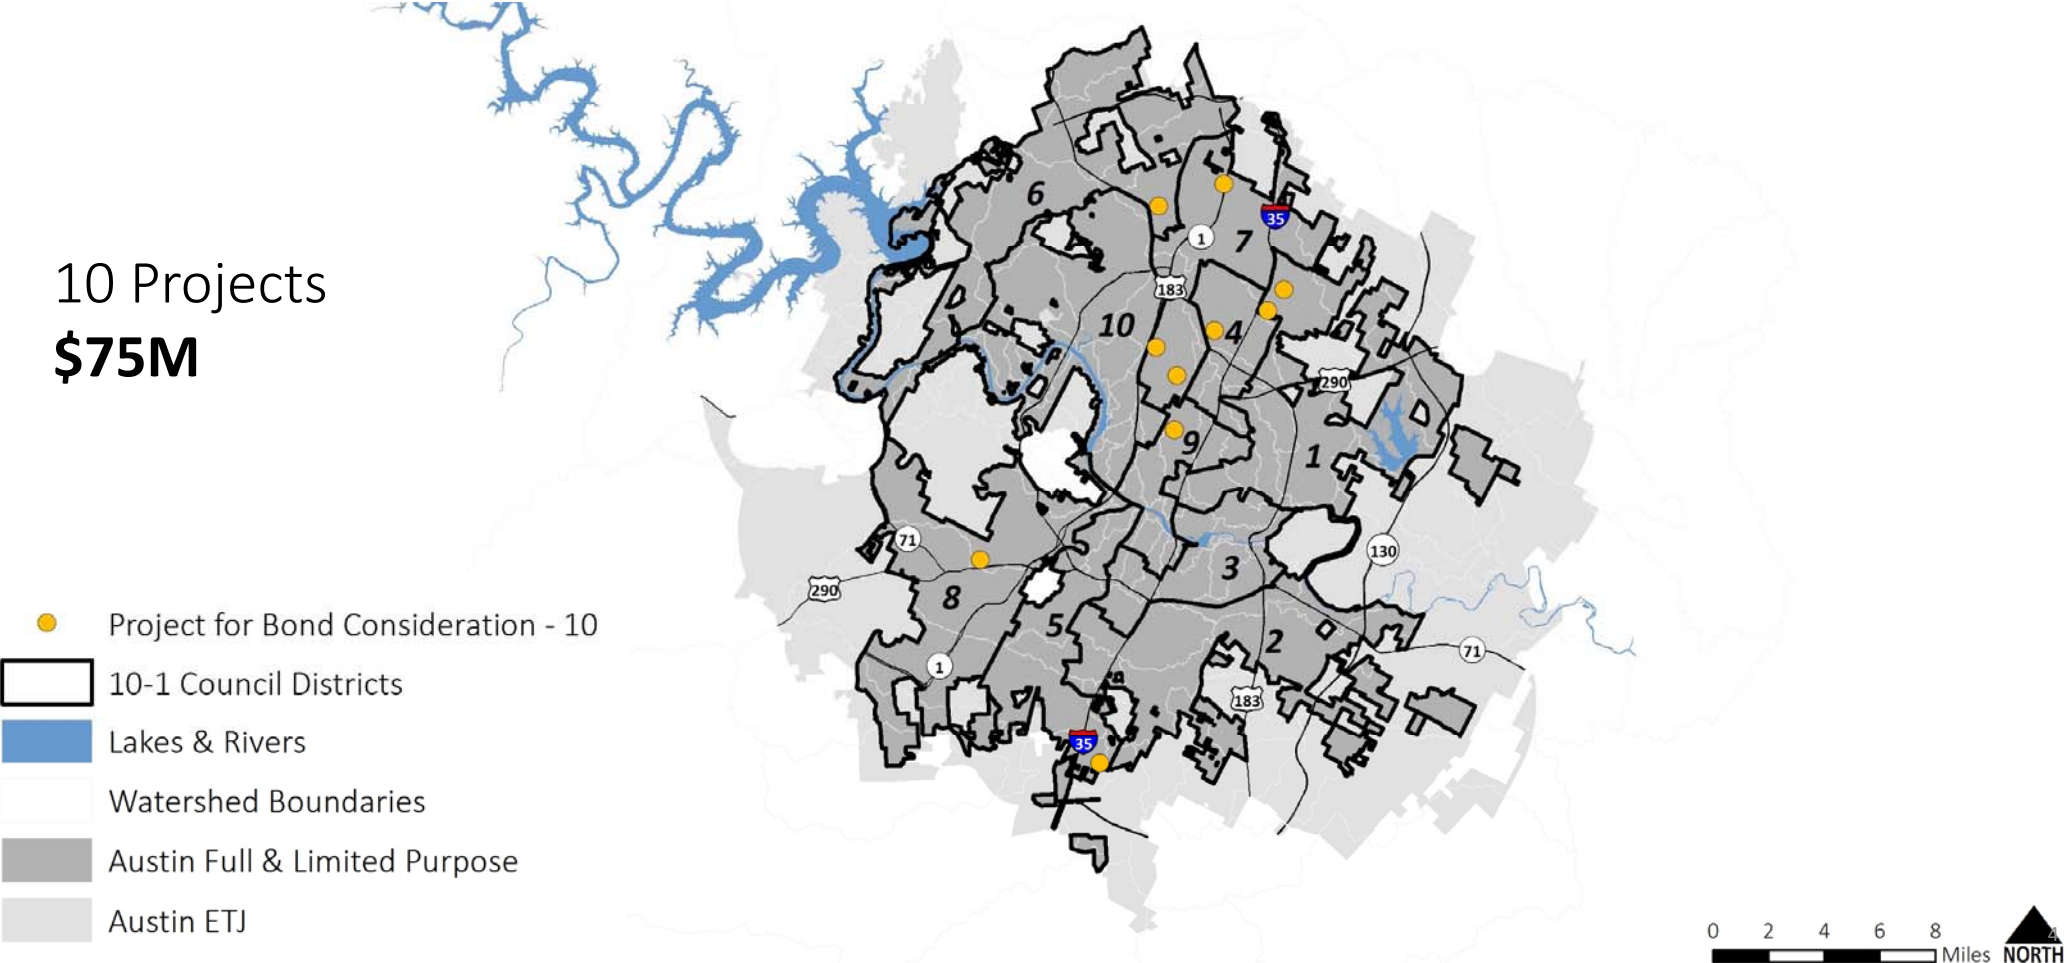 10 Projects
$75M
Project for Bond Consideration - 10
10-1 Council Districts
Lakes & Rivers
Watershed Boundaries
Austin Full & Limited Purpose
Austin ETJ
6
35
1
7
183
10
4
290
9
1
71
130
3
290
8
5
2
1
71
183
35
0 2 4 6 8
Miles
NORTH
4